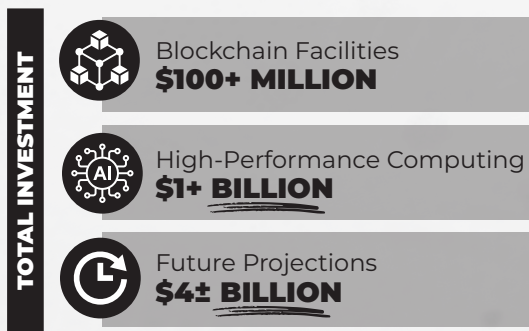 TOTAL INVESTMENT
Blockchain Facilities
$100+ MILLION
AI
High-Performance Computing
$1+ BILLION
Future Projections
$4± BILLION